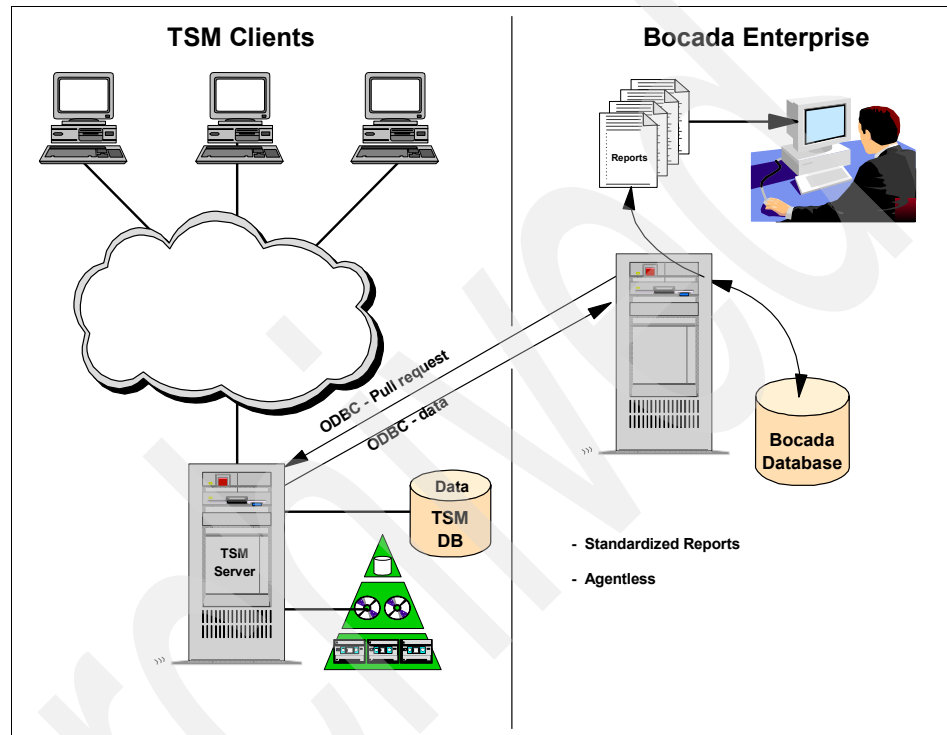 TSM Clients
Bocada Enterprise
Reports
ODBC - Pull request
ODBC - data
Bocada
Database
Data
TSM
DB
TSM
Server
- Standardized Reports
- Agentless